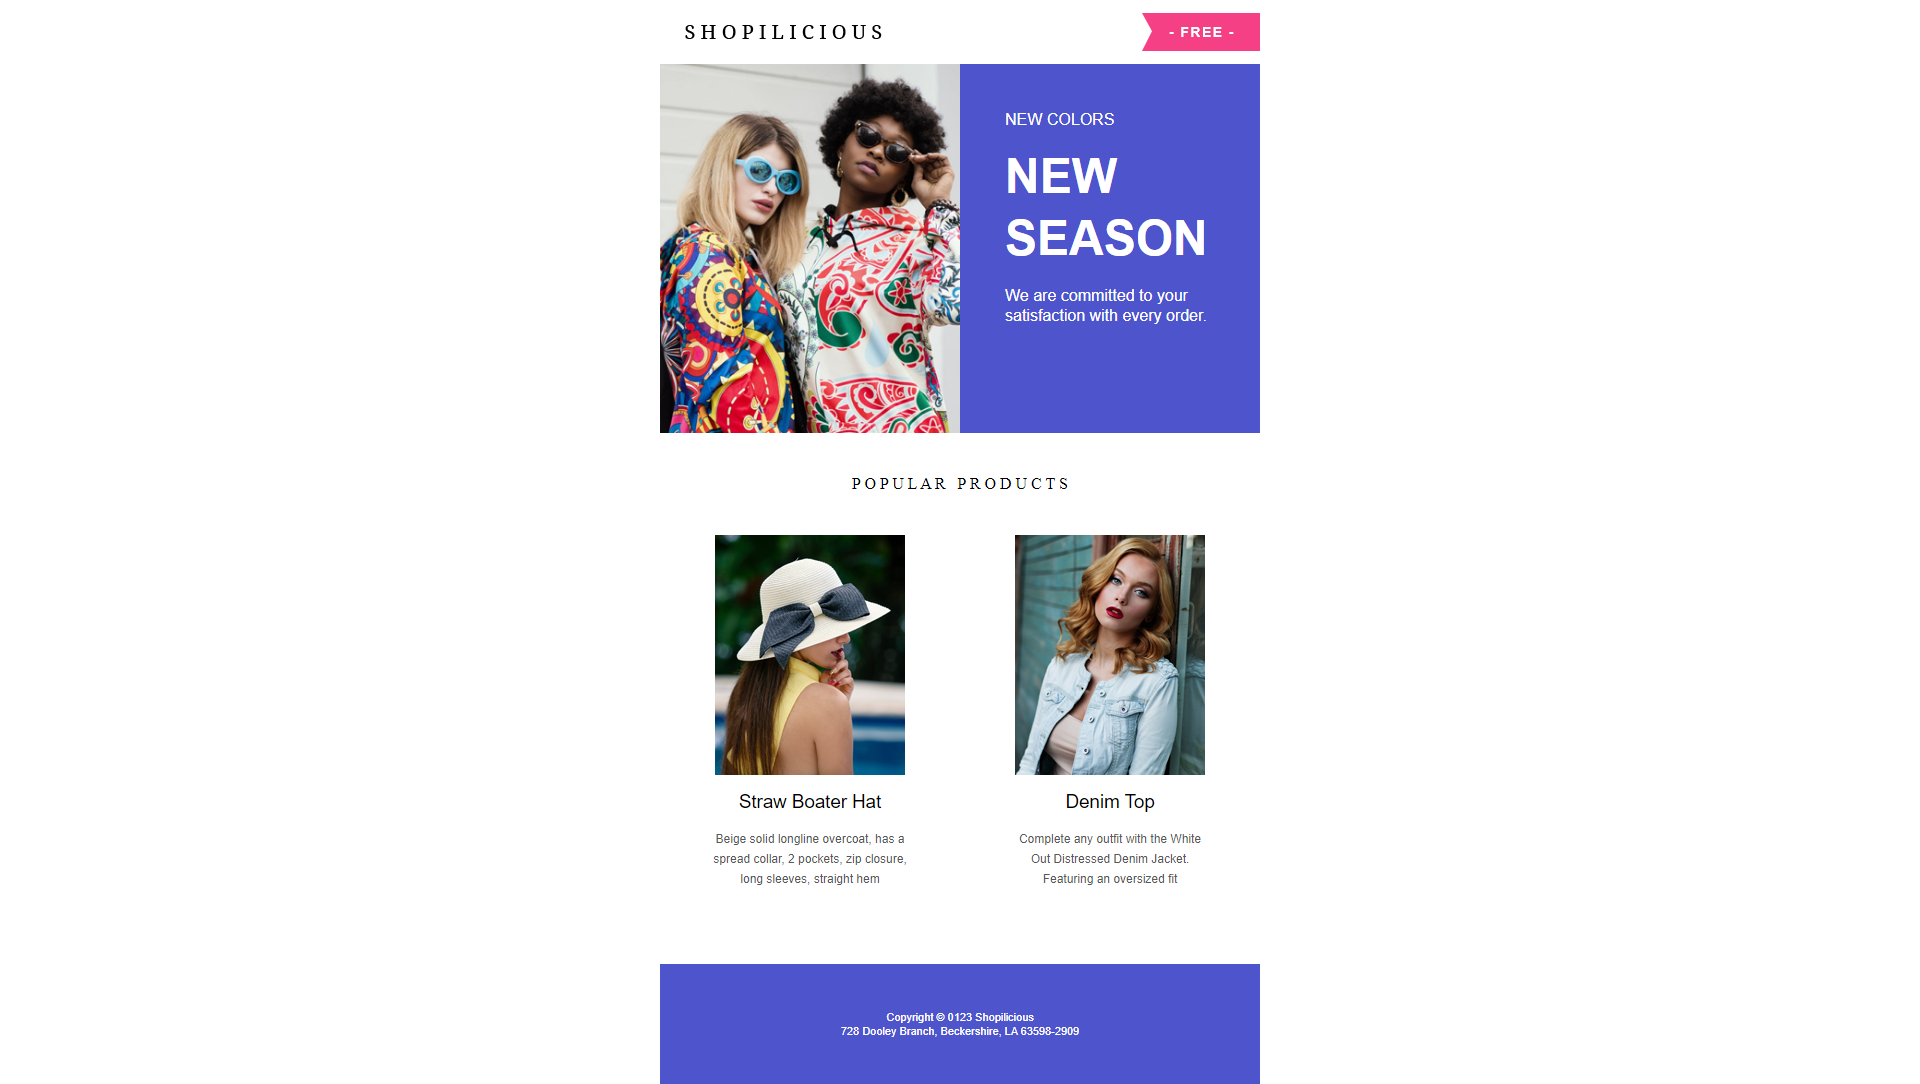 SHOPILICIOUS
- FREE -
NEW COLORS
NEW
SEASON
We are committed to your
satisfaction with every order.
POPULAR PRODUCTS
Straw Boater Hat
Beige solid longline overcoat, has a
spread collar, 2 pockets, zip closure,
long sleeves, straight hem
Denim Top
Complete any outfit with the White
Out Distressed Denim Jacket.
Featuring an oversized fit
Copyright © 0123 Shopilicious
728 Dooley Branch, Beckershire, LA 63598-2909